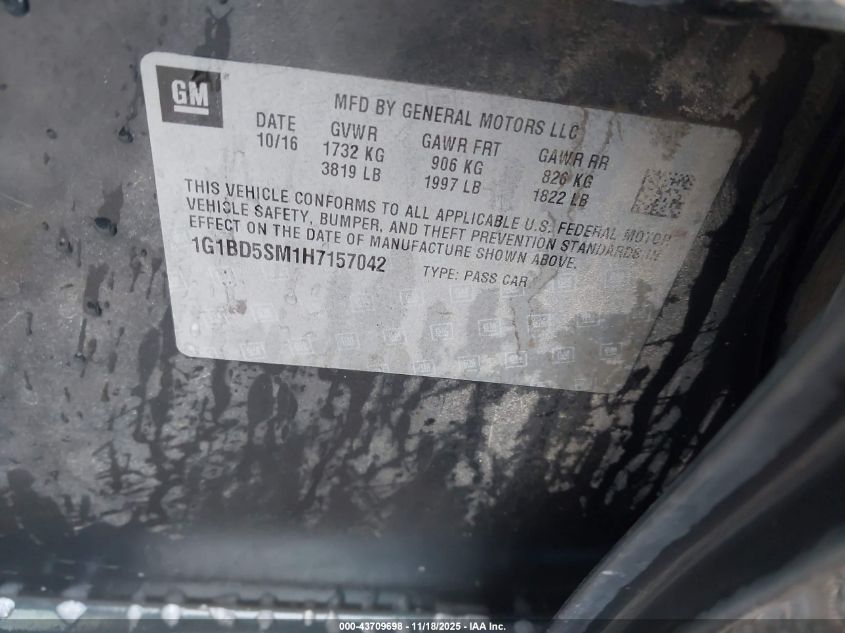 GM
MFD BY GENERAL MOTORS LLC
DATE GVWR GAWR FRT GAWR RR
10/16 1732 KG 906 KG 826 KG
3819 LB 1997 LB 1822 LB
THIS VEHICLE CONFORMS TO ALL APPLICABLE U.S. FEDERAL MOTOR
VEHICLE SAFETY, BUMPER, AND THEFT PREVENTION STANDARDS IN
EFFECT ON THE DATE OF MANUFACTURE SHOWN ABOVE.
1G1BD5SM1H7157042 TYPE: PASS CAR
000-43709698 - 11/18/2025 - IAA Inc.